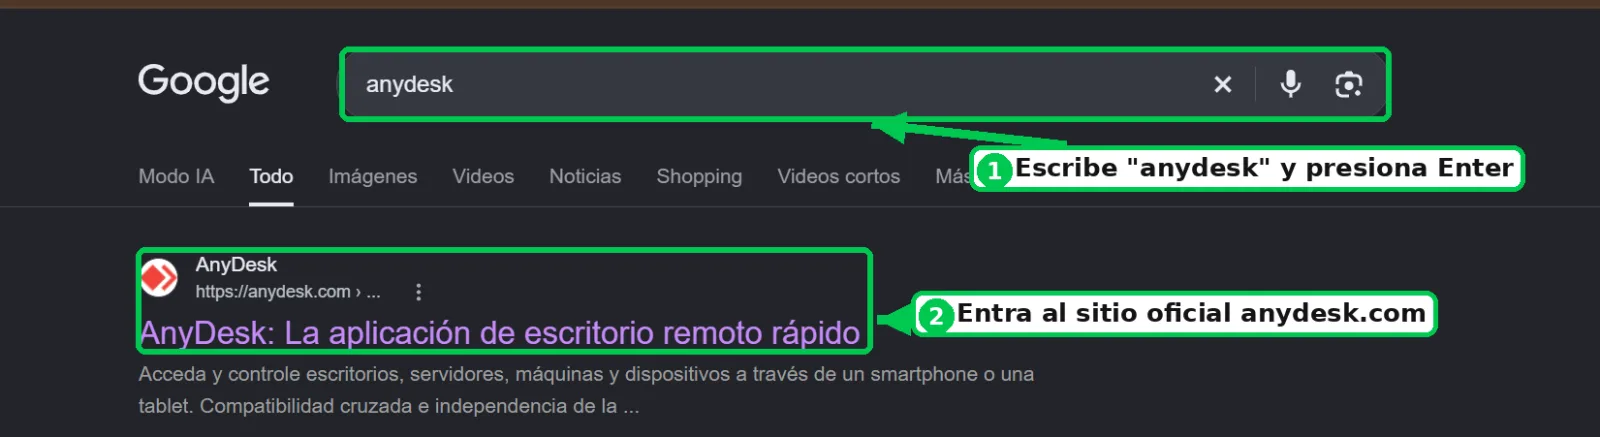 Google
anydesk
1 Escribe "anydesk" y presiona Enter
Modo IA Todo Imágenes Videos Noticias Shopping Videos cortos Más
AnyDesk
https://anydesk.com › ...
AnyDesk: La aplicación de escritorio remoto rápido
2 Entra al sitio oficial anydesk.com
Acceda y controle escritorios, servidores, máquinas y dispositivos a través de un smartphone o una
tablet. Compatibilidad cruzada e independencia de la ...